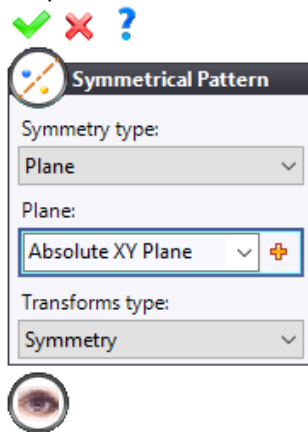 Symmetrical Pattern
Symmetry type:
Plane
Plane:
Absolute XY Plane
Transforms type:
Symmetry